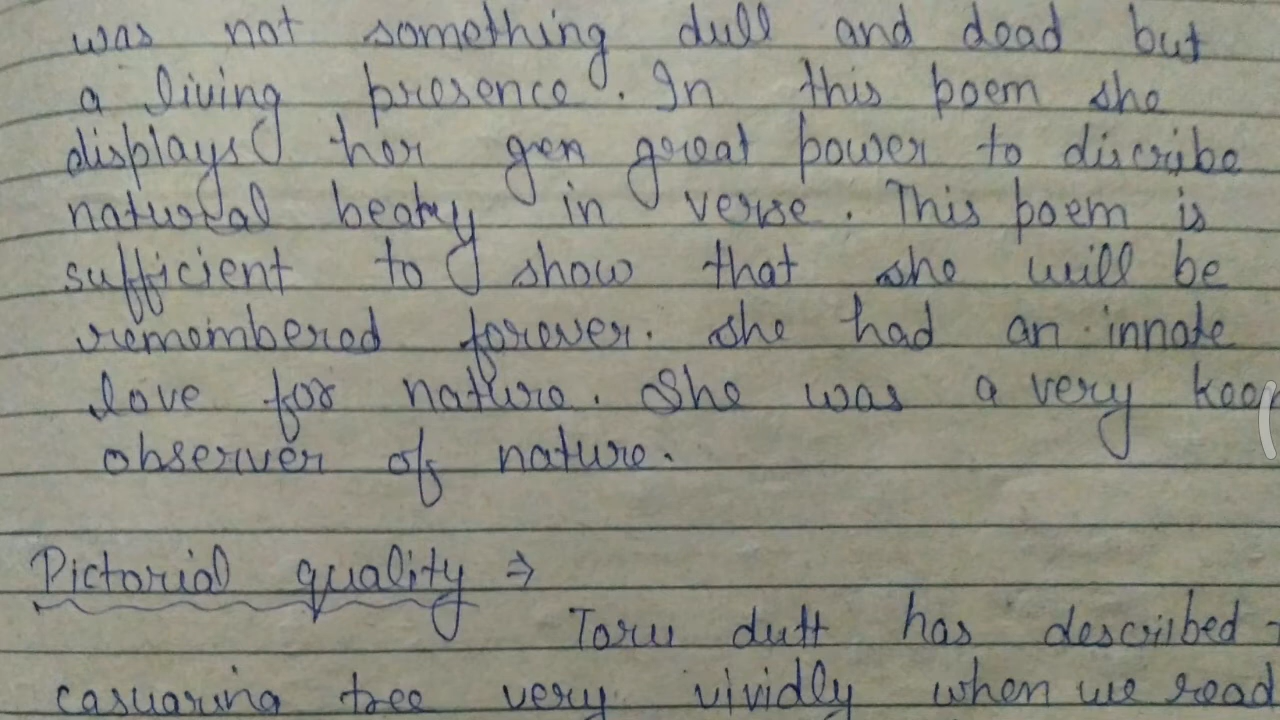 was not something dull and dead but
a living presence. In this poem she
displays her gren great power to discribe
natural beaty in verse. This poem is
sufficient to show that she will be
remembered forever. She had an innate
love for nature. She was a very keen
observer of nature.
Pictorial quality ⇒
Toru dutt has described
casuaring tree very vividly when we read